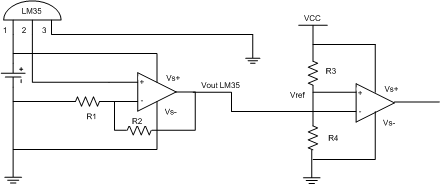 LM35
1 2 3
VCC
+
-
Vs+
+
-
Vs-
R1
R2
Vout LM35
R3
Vref
Vs+
+
-
Vs-
R4